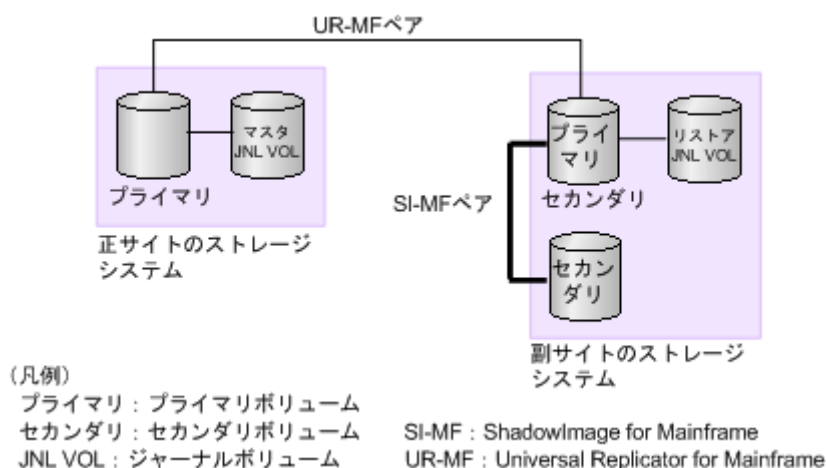 UR-MFペア
マスタ
JNL VOL
プライマリ
正サイトのストレージ
システム
プライ
マリ
リストア
JNL VOL
セカンダリ
SI-MFペア
セカン
ダリ
副サイトのストレージ
システム
(凡例)
プライマリ:プライマリボリューム
セカンダリ:セカンダリボリューム
JNL VOL:ジャーナルボリューム
SI-MF:ShadowImage for Mainframe
UR-MF:Universal Replicator for Mainframe